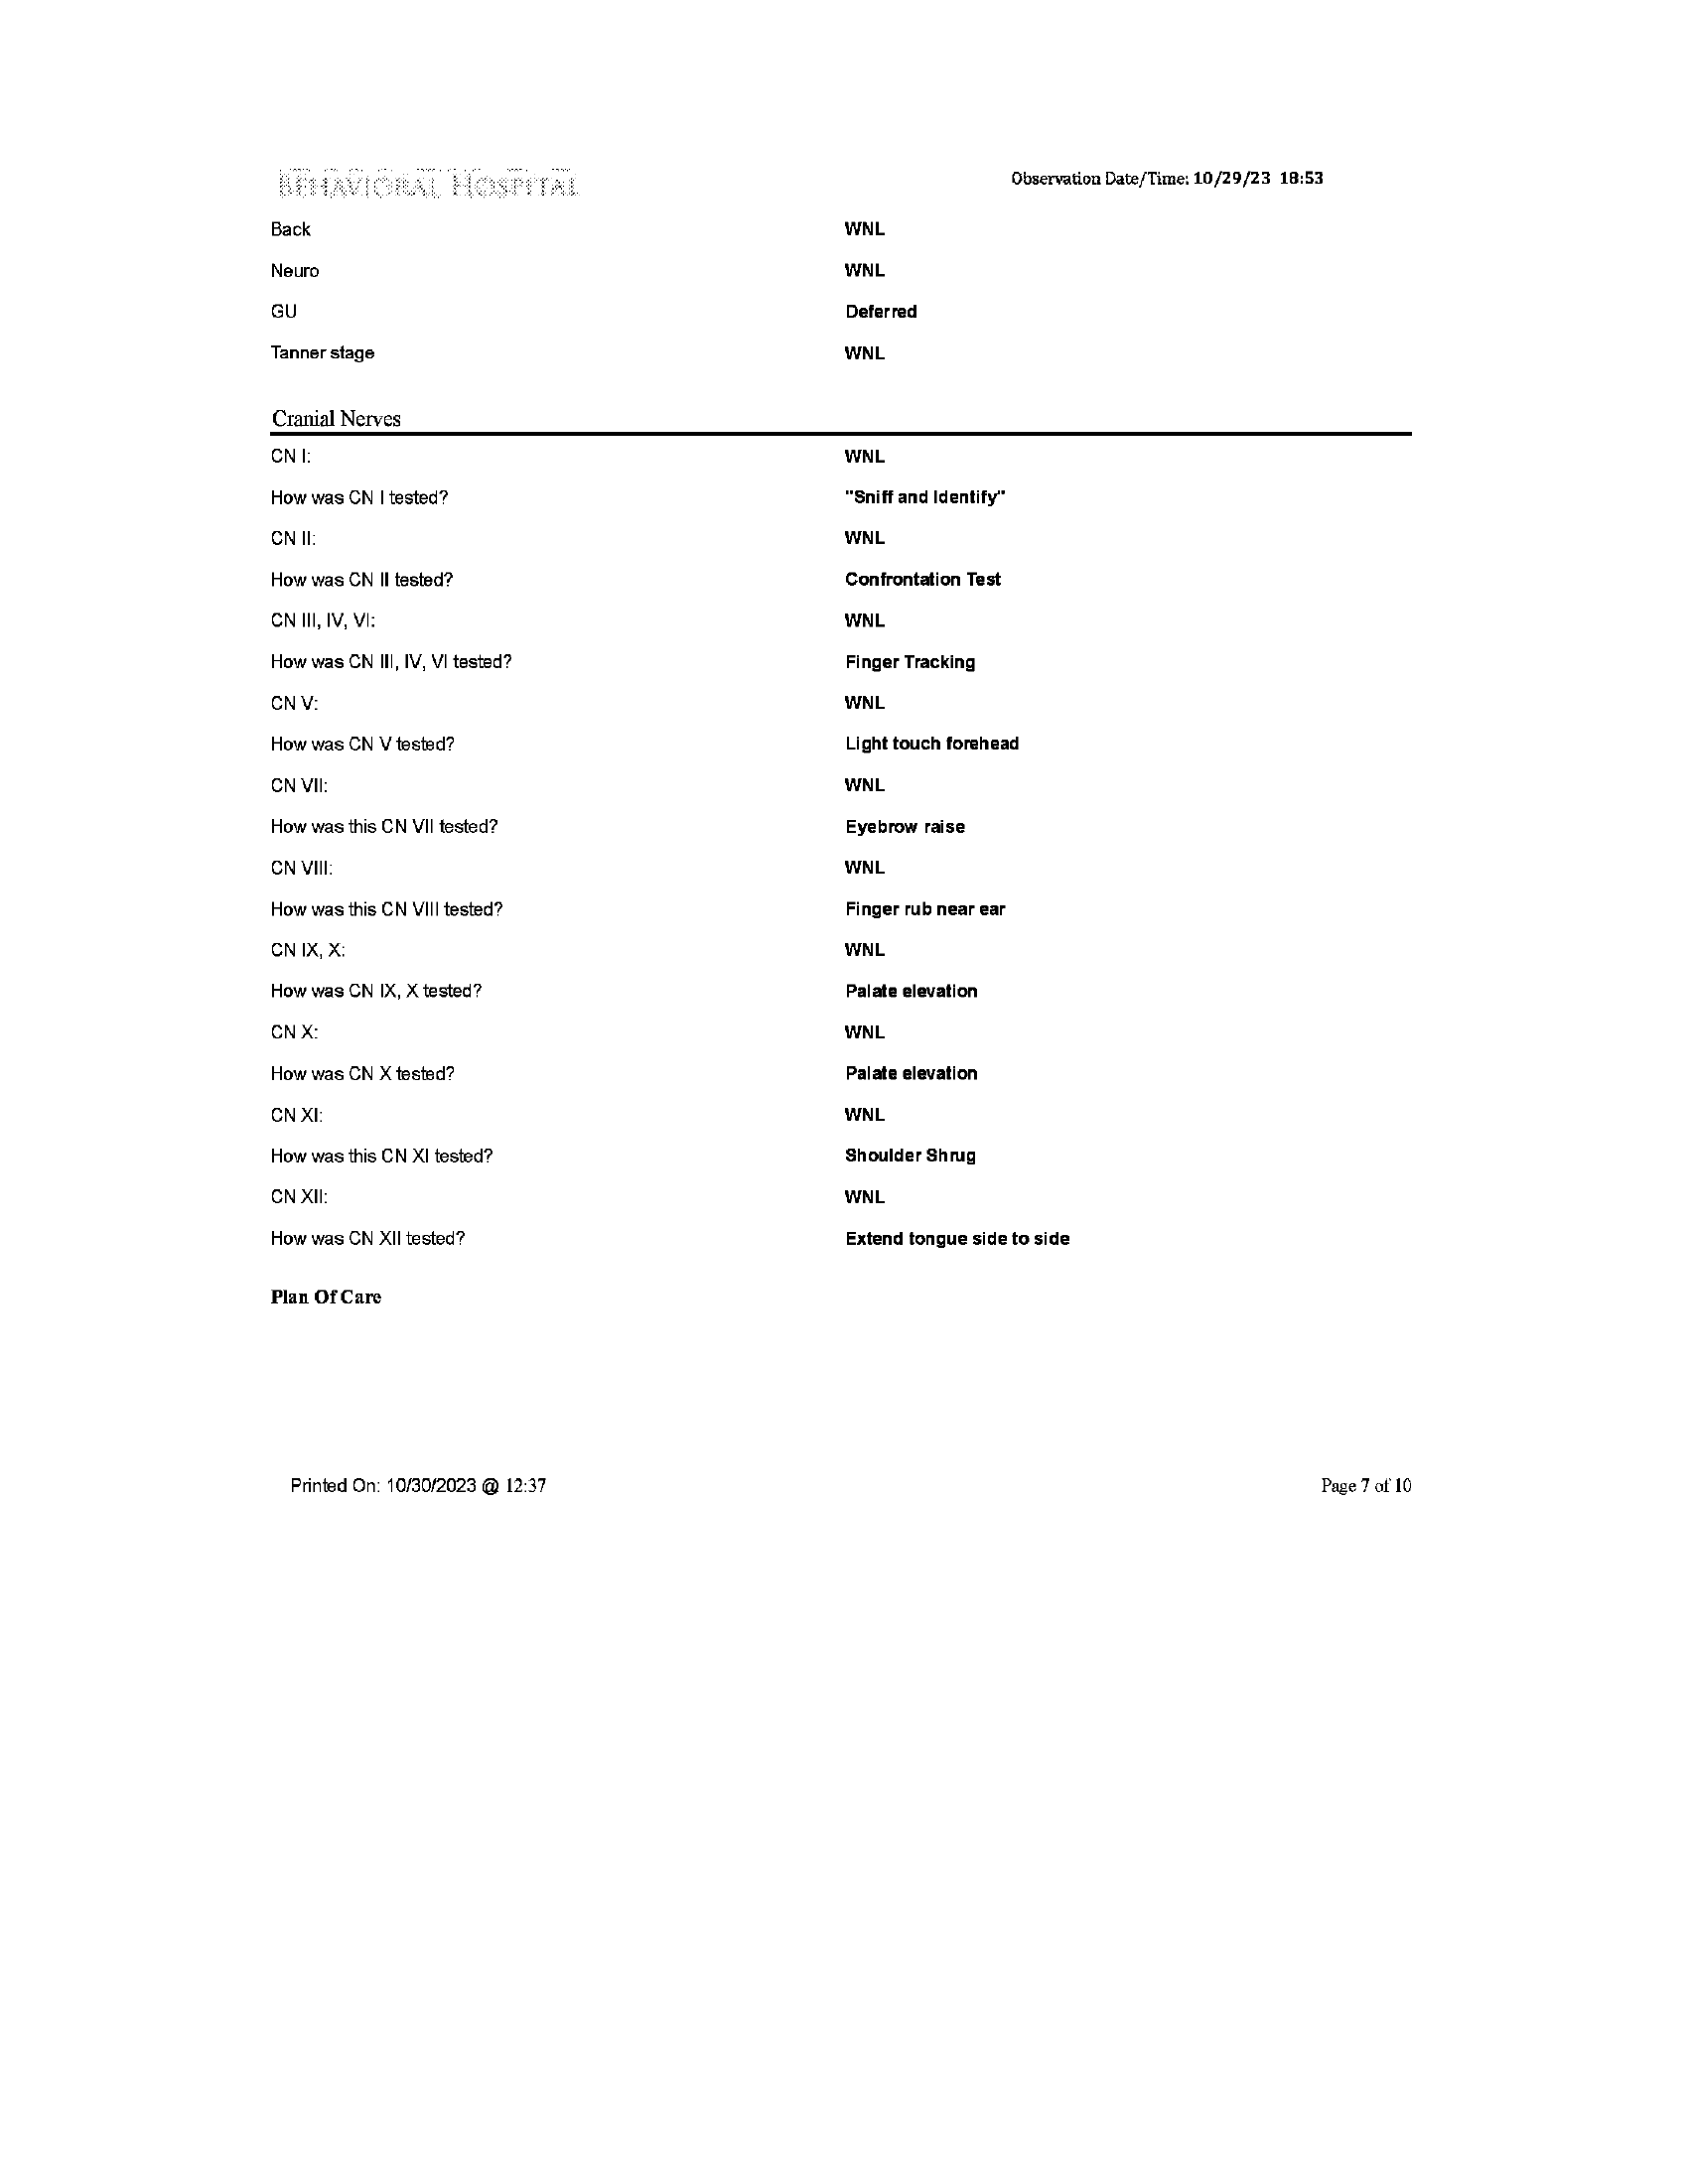 BEHAVIORAL HOSPITAL
Observation Date/Time: 10/29/23 18:53
Back WNL
Neuro WNL
GU Deferred
Tanner stage WNL
Cranial Nerves
CN I: WNL
How was CN I tested? "Sniff and Identify"
CN II: WNL
How was CN II tested? Confrontation Test
CN III, IV, VI: WNL
How was CN III, IV, VI tested? Finger Tracking
CN V: WNL
How was CN V tested? Light touch forehead
CN VII: WNL
How was this CN VII tested? Eyebrow raise
CN VIII: WNL
How was this CN VIII tested? Finger rub near ear
CN IX, X: WNL
How was CN IX, X tested? Palate elevation
CN X: WNL
How was CN X tested? Palate elevation
CN XI: WNL
How was this CN XI tested? Shoulder Shrug
CN XII: WNL
How was CN XII tested? Extend tongue side to side
Plan Of Care
Printed On: 10/30/2023 @ 12:37 Page 7 of 10